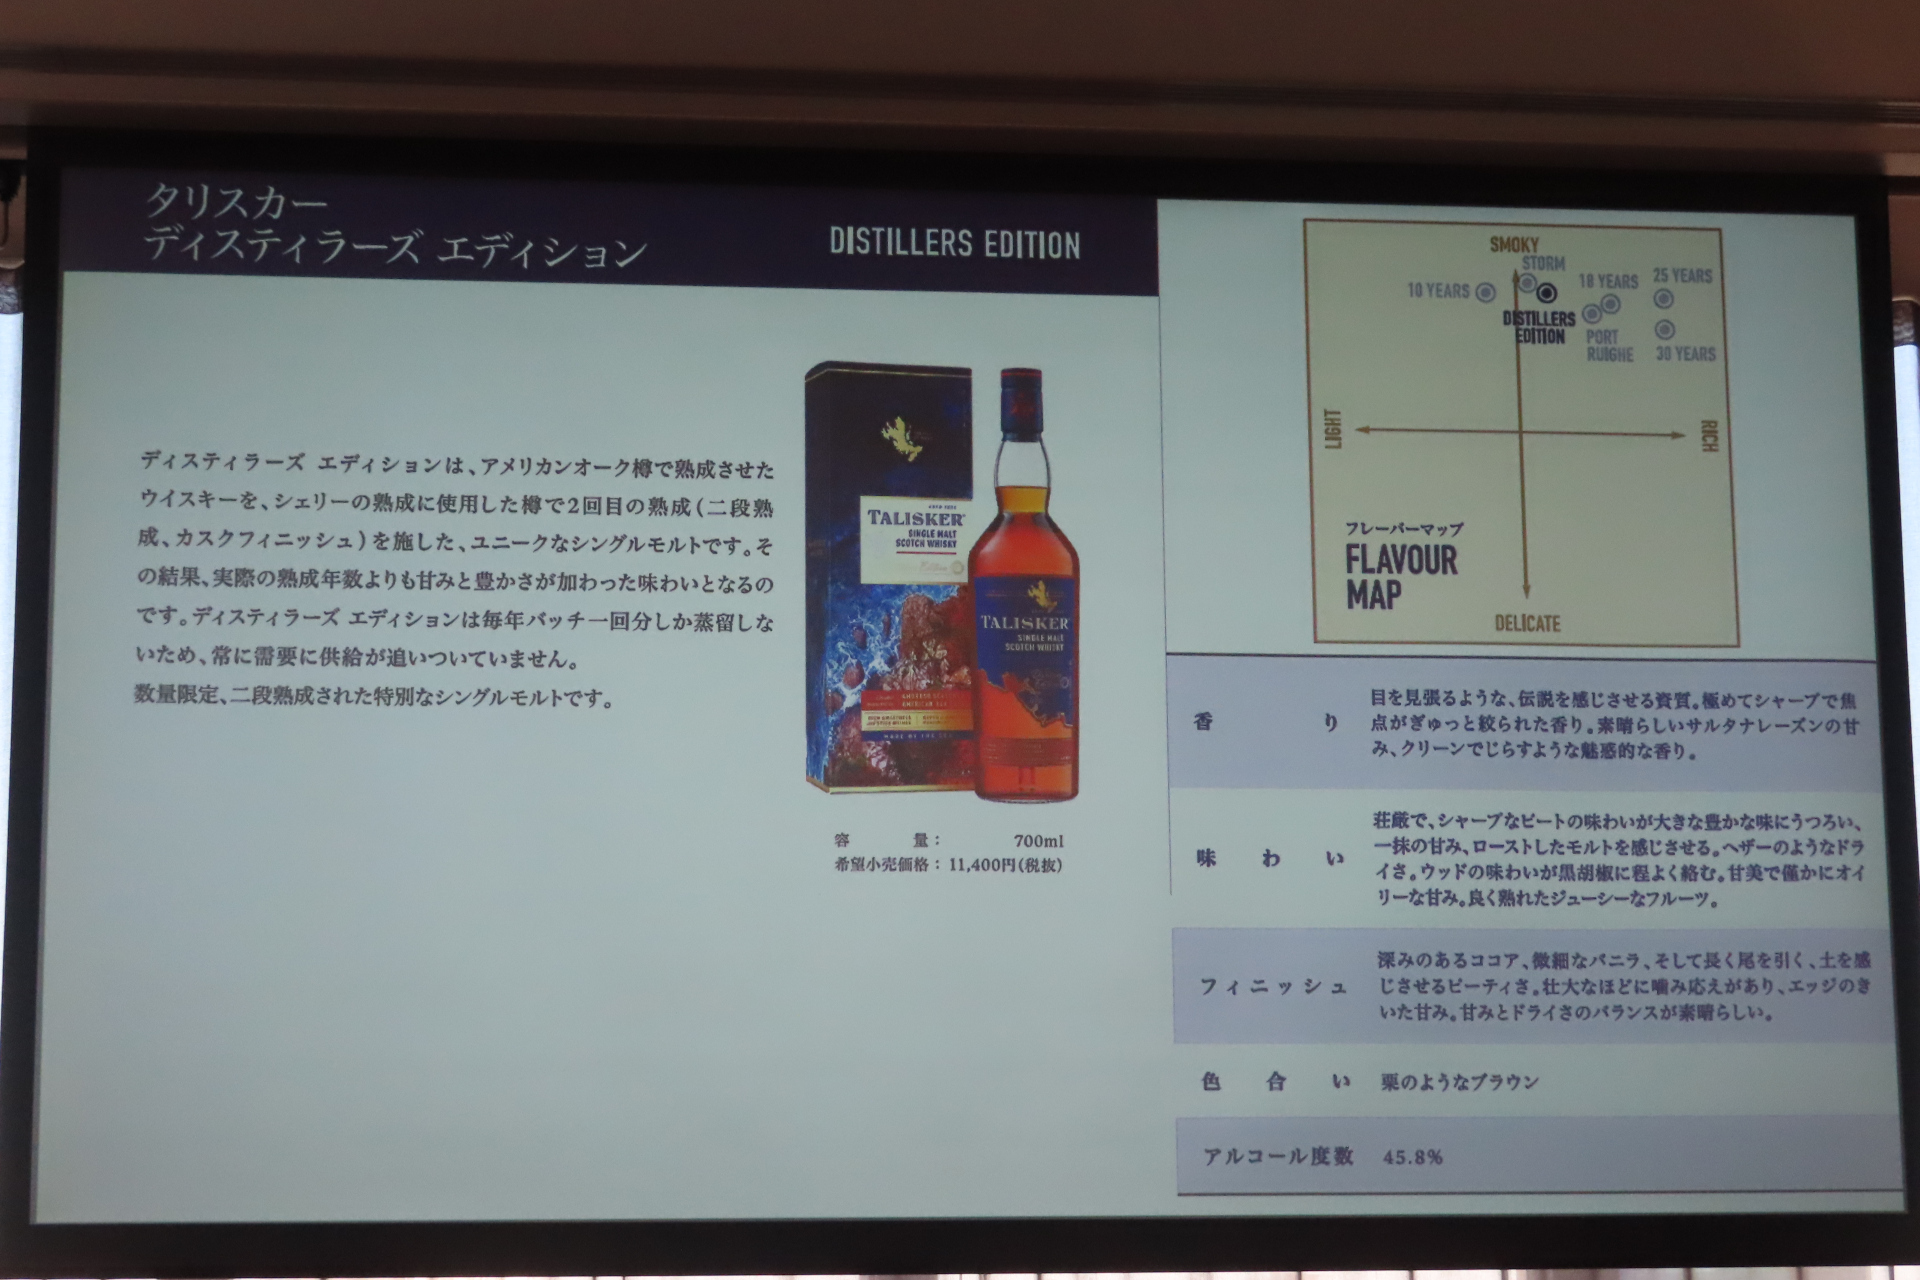 タリスカー
ディスティラーズ エディション
DISTILLERS EDITION
ディスティラーズ エディションは、アメリカンオーク樽で熟成させた
ウイスキーを、シェリーの熟成に使用した樽で2回目の熟成(二段熟
成、カスクフィニッシュ)を施した、ユニークなシングルモルトです。そ
の結果、実際の熟成年数よりも甘みと豊かさが加わった味わいとなるの
です。ディスティラーズ エディションは毎年バッチ一回分しか蒸留しな
いため、常に需要に供給が追いついていません。
数量限定、二段熟成された特別なシングルモルトです。
TALISKER
SINGLE MALT
SCOTCH WHISKY
TALISKER
SINGLE MALT
SCOTCH WHISKY
MADE BY THE SEA
容量: 700ml
希望小売価格: 11,400円(税抜)
SMOKY
STORM
10 YEARS
18 YEARS
25 YEARS
DISTILLERS
EDITION
PORT
RUIGHE
30 YEARS
LIGHT
RICH
フレーバーマップ
FLAVOUR
MAP
DELICATE
香り
目を見張るような、伝説を感じさせる資質。極めてシャープで焦
点がぎゅっと絞られた香り。素晴らしいサルタナレーズンの甘
み、クリーンでじらすような魅惑的な香り。
味わい
荘厳で、シャープなピートの味わいが大きな豊かな味にうつろい、
一抹の甘み、ローストしたモルトを感じさせる。ヘザーのようなドラ
イさ。ウッドの味わいが黒胡椒に程よく絡む。甘美で僅かにオイ
リーな甘み。良く熟れたジューシーなフルーツ。
フィニッシュ
深みのあるココア、微細なバニラ、そして長く尾を引く、土を感
じさせるピーティさ。壮大なほどに噛み応えがあり、エッジのき
いた甘み。甘みとドライさのバランスが素晴らしい。
色合い
栗のようなブラウン
アルコール度数
45.8%